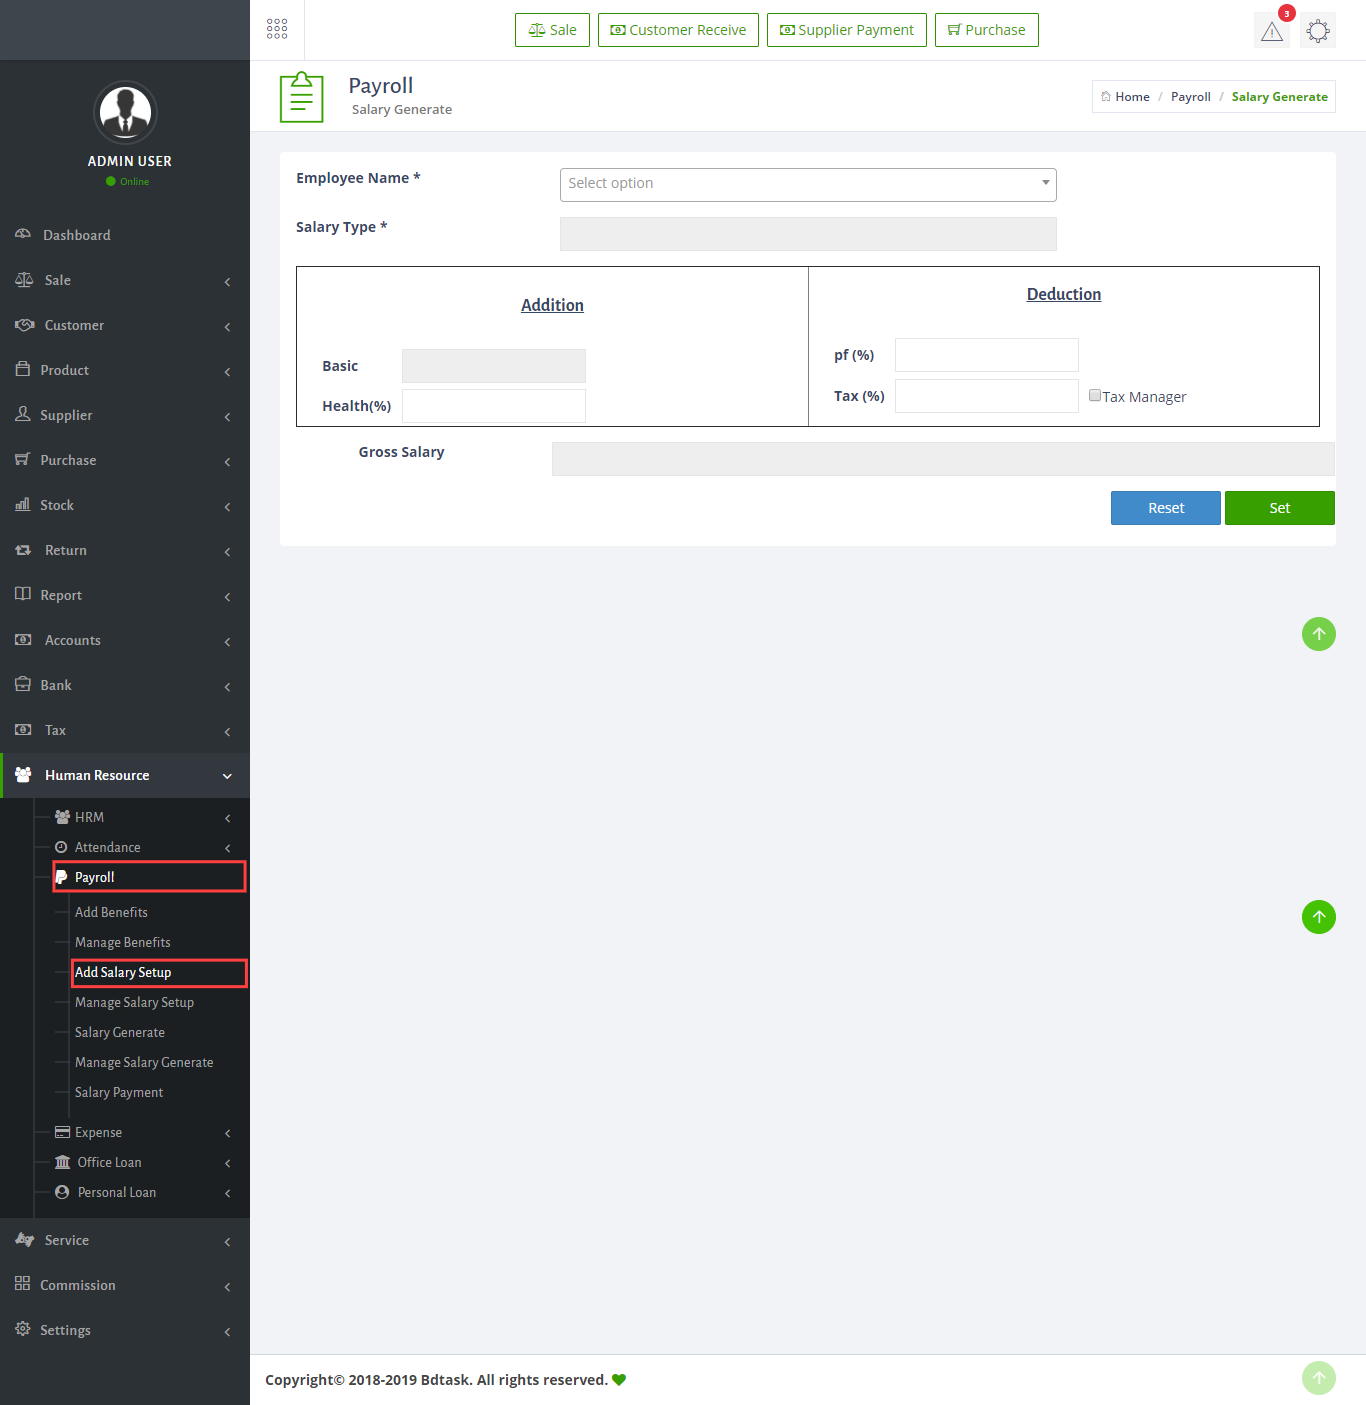 Sale
Customer Receive
Supplier Payment
Purchase
3
ADMIN USER
Online
Dashboard
Sale
Customer
Product
Supplier
Purchase
Stock
Return
Report
Accounts
Bank
Tax
Human Resource
HRM
Attendance
Payroll
Add Benefits
Manage Benefits
Add Salary Setup
Manage Salary Setup
Salary Generate
Manage Salary Generate
Salary Payment
Expense
Office Loan
Personal Loan
Service
Commission
Settings
Payroll
Salary Generate
Home / Payroll / Salary Generate
Employee Name *
Select option
Salary Type *
Addition
Basic
Health(%)
Deduction
pf (%)
Tax (%)
Tax Manager
Gross Salary
Reset
Set
Copyright© 2018-2019 Bdtask. All rights reserved.